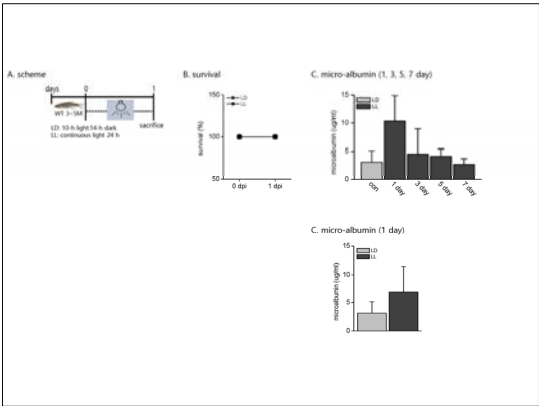 A. scheme
days
0
1
WT 3~5M
sacrifice
LD: 10-h light:14-h dark
LL: continuous light 24 h
B. survival
150
100
50
survival (%)
LD
LL
0 dpi
1 dpi
C. micro-albumin (1, 3, 5, 7 day)
15
10
5
0
microalbumin (ug/ml)
LD
LL
con
1 day
3 day
5 day
7 day
C. micro-albumin (1 day)
15
10
5
0
microalbumin (ug/ml)
LD
LL